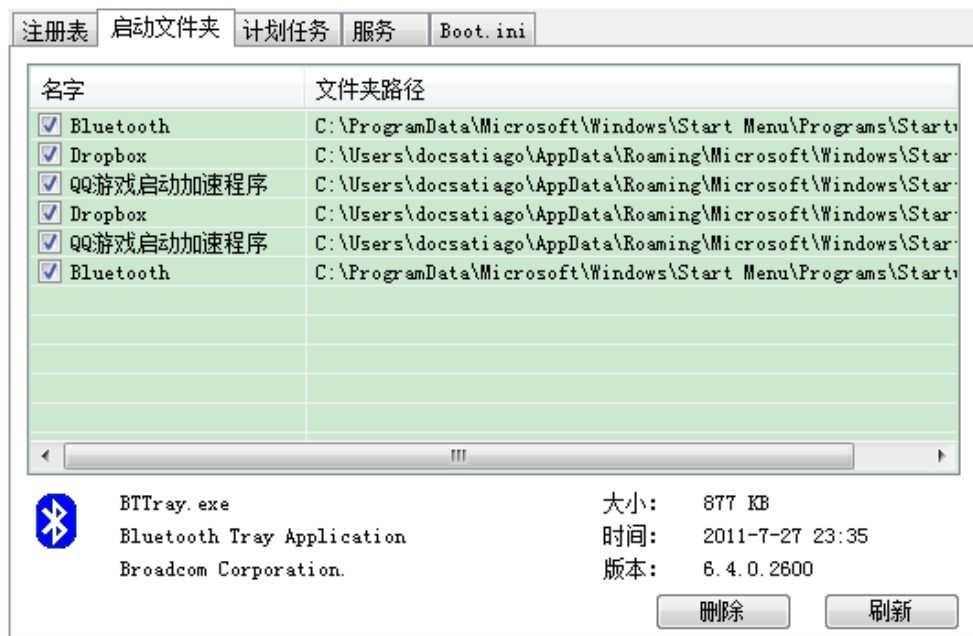 注册表 启动文件夹 计划任务 服务 Boot.ini
名字 文件夹路径
Bluetooth C:\ProgramData\Microsoft\Windows\Start Menu\Programs\Start
Dropbox C:\Users\docsatiago\AppData\Roaming\Microsoft\Windows\Star
QQ游戏启动加速程序 C:\Users\docsatiago\AppData\Roaming\Microsoft\Windows\Star
Dropbox C:\Users\docsatiago\AppData\Roaming\Microsoft\Windows\Star
QQ游戏启动加速程序 C:\Users\docsatiago\AppData\Roaming\Microsoft\Windows\Star
Bluetooth C:\ProgramData\Microsoft\Windows\Start Menu\Programs\Start
BTTray.exe 大小: 877 KB
Bluetooth Tray Application 时间: 2011-7-27 23:35
Broadcom Corporation. 版本: 6.4.0.2600
删除 刷新